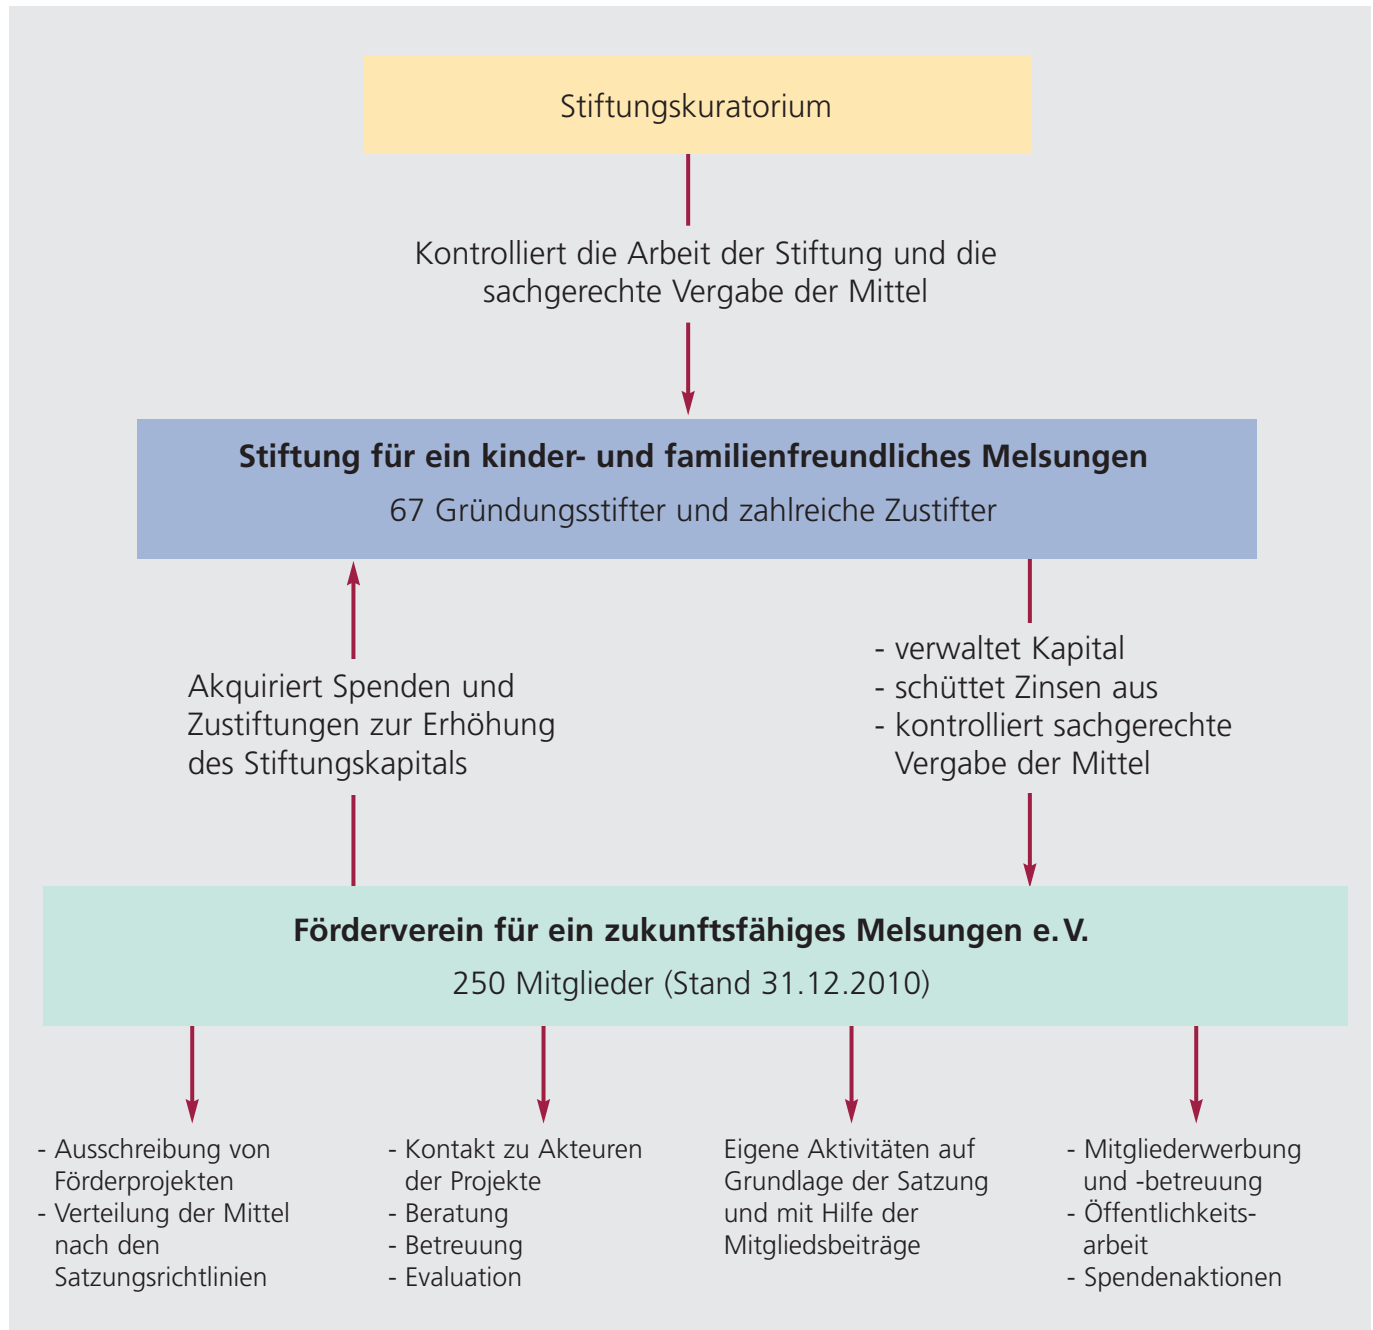 Stiftungskuratorium
Kontrolliert die Arbeit der Stiftung und die
sachgerechte Vergabe der Mittel
Stiftung für ein kinder- und familienfreundliches Melsungen
67 Gründungsstifter und zahlreiche Zustifter
Akquiriert Spenden und
Zustiftungen zur Erhöhung
des Stiftungskapitals
- verwaltet Kapital
- schüttet Zinsen aus
- kontrolliert sachgerechte
Vergabe der Mittel
Förderverein für ein zukunftsfähiges Melsungen e.V.
250 Mitglieder (Stand 31.12.2010)
- Ausschreibung von
Förderprojekten
- Verteilung der Mittel
nach den
Satzungsrichtlinien
- Kontakt zu Akteuren
der Projekte
- Beratung
- Betreuung
- Evaluation
Eigene Aktivitäten auf
Grundlage der Satzung
und mit Hilfe der
Mitgliedsbeiträge
- Mitgliederwerbung
und -betreuung
- Öffentlichkeits-
arbeit
- Spendenaktionen